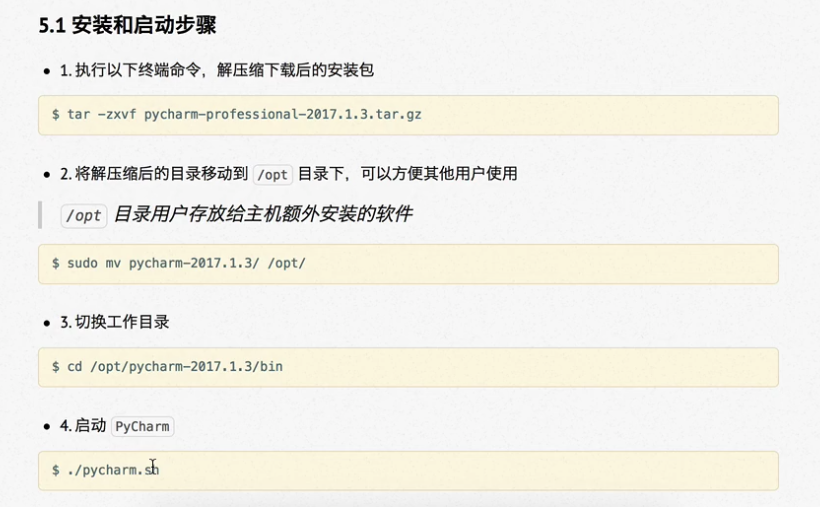 5.1 安装和启动步骤
1. 执行以下终端命令，解压缩下载后的安装包
$ tar -zxvf pycharm-professional-2017.1.3.tar.gz
2. 将解压缩后的目录移动到 /opt 目录下，可以方便其他用户使用
/opt 目录用户存放给主机额外安装的软件
$ sudo mv pycharm-2017.1.3/ /opt/
3. 切换工作目录
$ cd /opt/pycharm-2017.1.3/bin
4. 启动 PyCharm
$ ./pycharm.sh